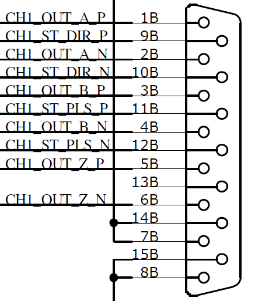 CH1_OUT_A_P 1B
CH1_ST_DIR_P 9B
CH1_OUT_A_N 2B
CH1_ST_DIR_N 10B
CH1_OUT_B_P 3B
CH1_ST_PLS_P 11B
CH1_OUT_B_N 4B
CH1_ST_PLS_N 12B
CH1_OUT_Z_P 5B
13B
CH1_OUT_Z_N 6B
14B
7B
15B
8B